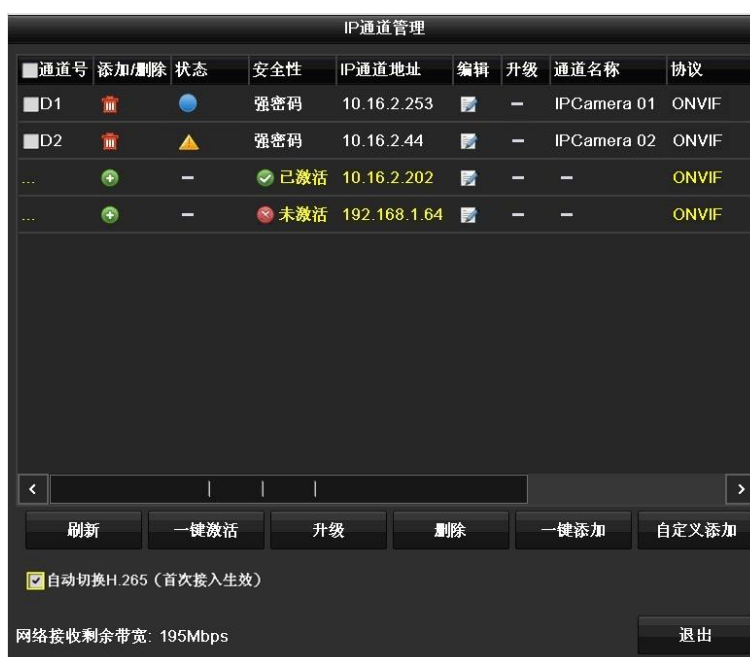 IP通道管理
通道号 添加/删除 状态 安全性 IP通道地址 编辑 升级 通道名称 协议
D1 强密码 10.16.2.253 － IPCamera 01 ONVIF
D2 强密码 10.16.2.44 － IPCamera 02 ONVIF
... － 已激活 10.16.2.202 － － ONVIF
... － 未激活 192.168.1.64 － － ONVIF
刷新 一键激活 升级 删除 一键添加 自定义添加
自动切换H.265（首次接入生效）
网络接收剩余带宽: 195Mbps 退出